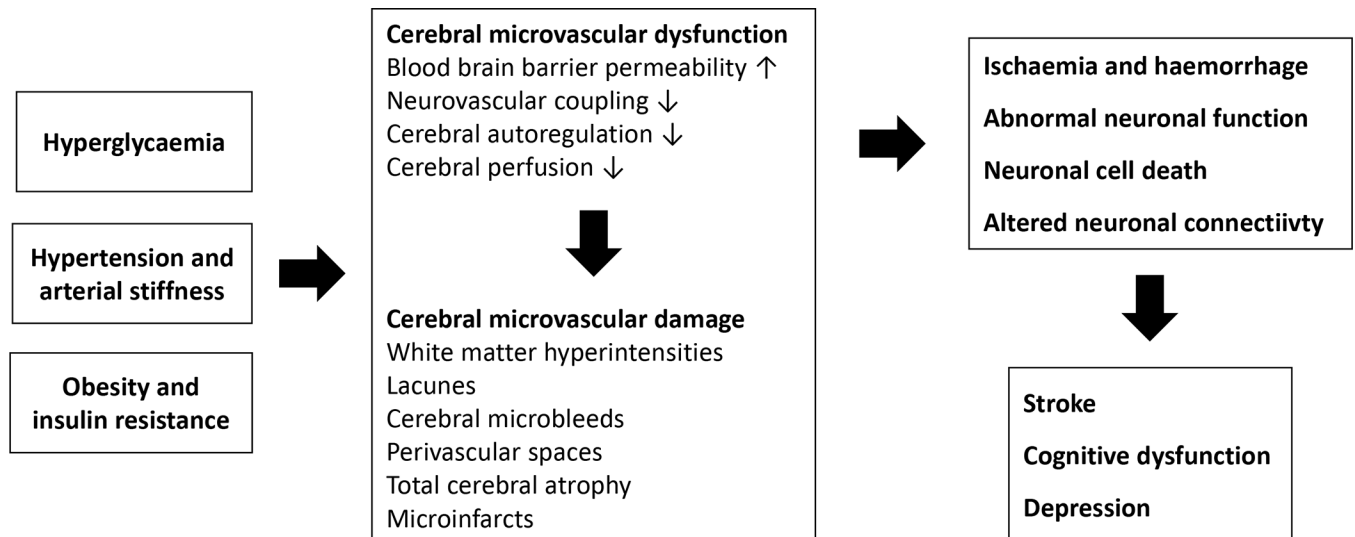 Hyperglycaemia
Hypertension and
arterial stiffness
Obesity and
insulin resistance
Cerebral microvascular dysfunction
Blood brain barrier permeability ↑
Neurovascular coupling ↓
Cerebral autoregulation ↓
Cerebral perfusion ↓
Cerebral microvascular damage
White matter hyperintensities
Lacunes
Cerebral microbleeds
Perivascular spaces
Total cerebral atrophy
Microinfarcts
Ischaemia and haemorrhage
Abnormal neuronal function
Neuronal cell death
Altered neuronal connectiivty
Stroke
Cognitive dysfunction
Depression